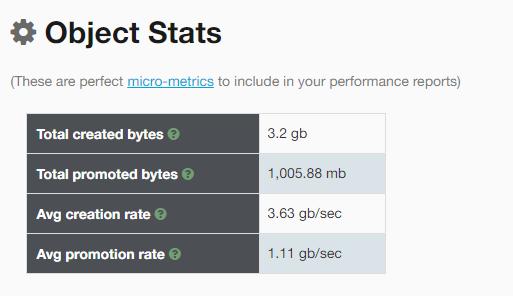 Object Stats
(These are perfect micro-metrics to include in your performance reports)
Total created bytes 3.2 gb
Total promoted bytes 1,005.88 mb
Avg creation rate 3.63 gb/sec
Avg promotion rate 1.11 gb/sec